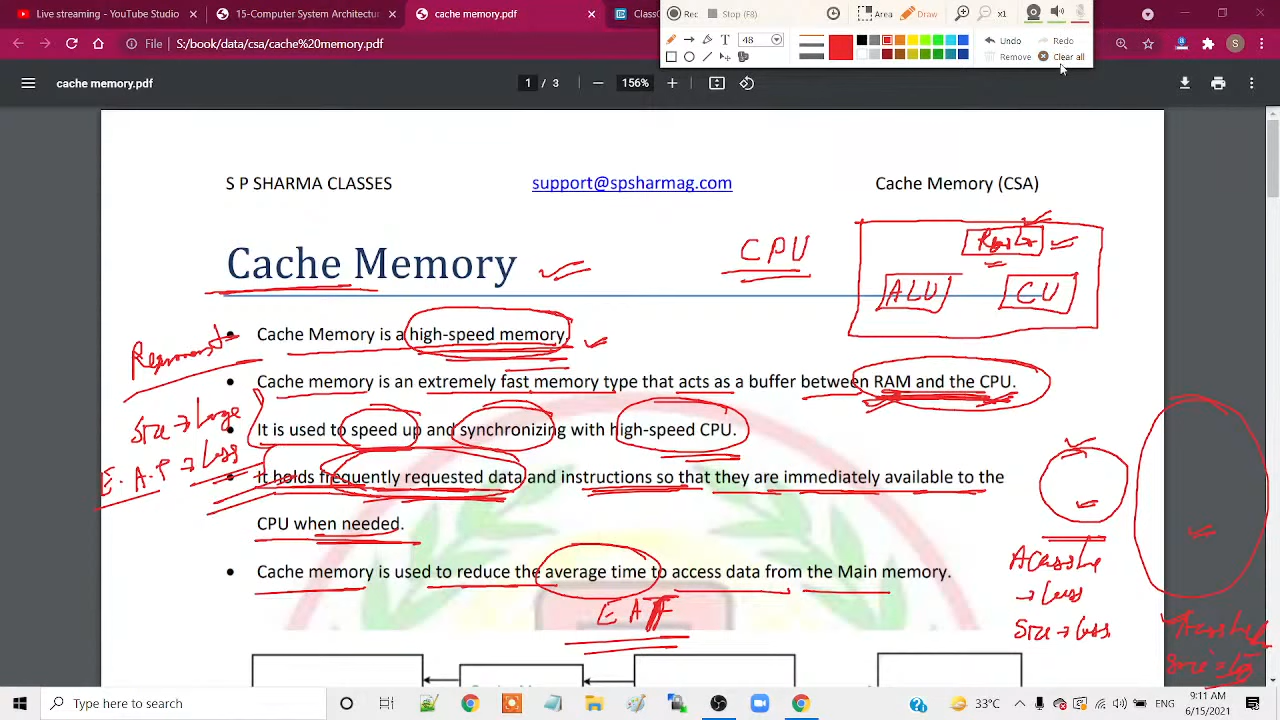 Live streaming - YouTube Studio
15-Computer System Architectur
cache memory.pdf
ClassC
Rec
Stop (F8)
Area
Draw
x1
48
Undo
Redo
Remove
Clear all
File
S/book/data/csa/cache%20memory.pdf
S
cache memory.pdf
1 / 3
156%
S P SHARMA CLASSES
support@spsharmag.com
Cache Memory (CSA)
Cache Memory
CPU
ALU
CU
Cache Memory is a high-speed memory
Cache memory is an extremely fast memory type that acts as a buffer between RAM and the CPU.
It is used to speed up and synchronizing with high-speed CPU.
It holds frequently requested data and instructions so that they are immediately available to the
CPU when needed.
Cache memory is used to reduce the average time to access data from the Main memory.
Size → Large
E. A.T → Less
EAT
→ Less
Size → Less
Type here to search
33°C
9:11 AM
6/15/2021